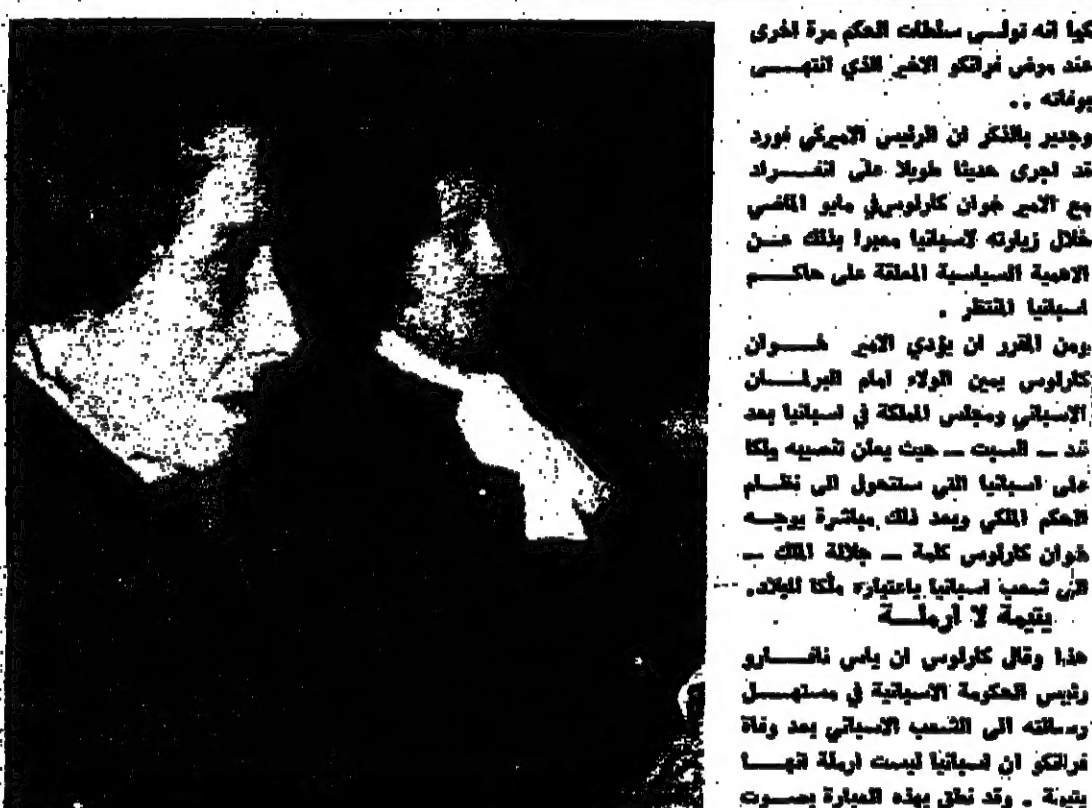 كما انه تولى سلطات الحكم مرة اخرى
عند مرض فرانكو الاخير الذي انتهى
بوفاته ..
وجدير بالذكر ان الرئيس الامريكي فورد
قد اجرى حديثا طويلا على انفراد
مع الامير خوان كارلوس في مايو الماضي
خلال زيارته لاسبانيا معبرا بذلك عن
الاهمية السياسية المعلقة على حاكم
اسبانيا المنتظر .
ومن المقرر ان يؤدي الامير خوان
كارلوس يمين الولاء امام البرلمان
الاسباني ومجلس المملكة في اسبانيا بعد
غد — السبت — حيث يعلن تنصيبه ملكا
على اسبانيا التي ستتحول الى نظام
الحكم الملكي وبعد ذلك مباشرة يوجه
خوان كارلوس كلمة — جلالة الملك —
الى شعب اسبانيا باعتباره ملكا للبلاد.
يتيمة لا ارملة
هذا وقال كارلوس ان ياس نافارو
رئيس الحكومة الاسبانية في مستهل
رسالته الى الشعب الاسباني بعد وفاة
فرانكو ان اسبانيا ليست ارملة انها
يتيمة . وقد نطق بهذه العبارة بصوت